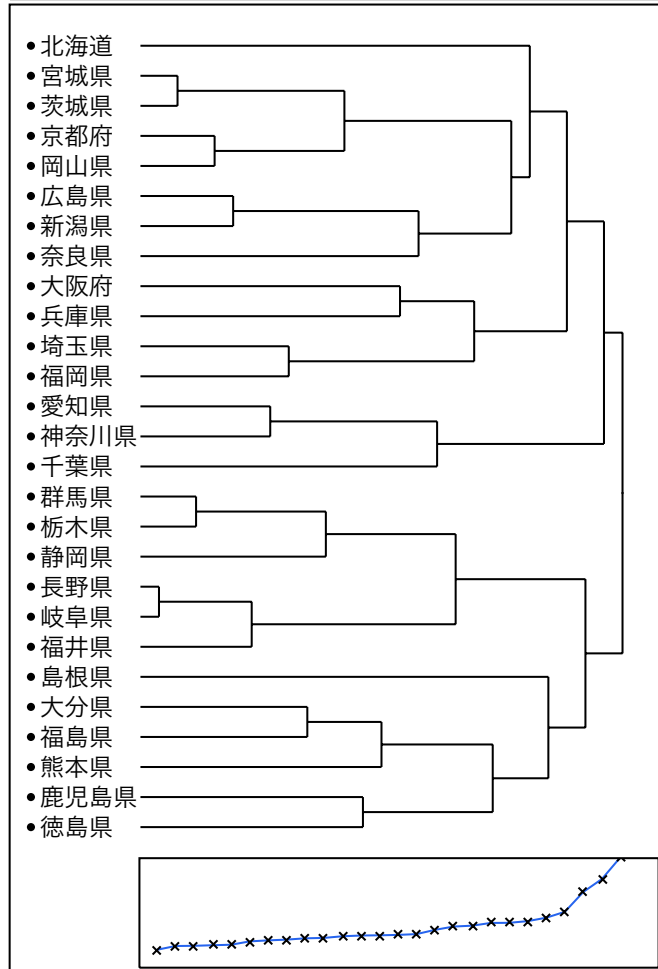 北海道
宮城県
茨城県
京都府
岡山県
広島県
新潟県
奈良県
大阪府
兵庫県
埼玉県
福岡県
愛知県
神奈川県
千葉県
群馬県
栃木県
静岡県
長野県
岐阜県
福井県
島根県
大分県
福島県
熊本県
鹿児島県
徳島県